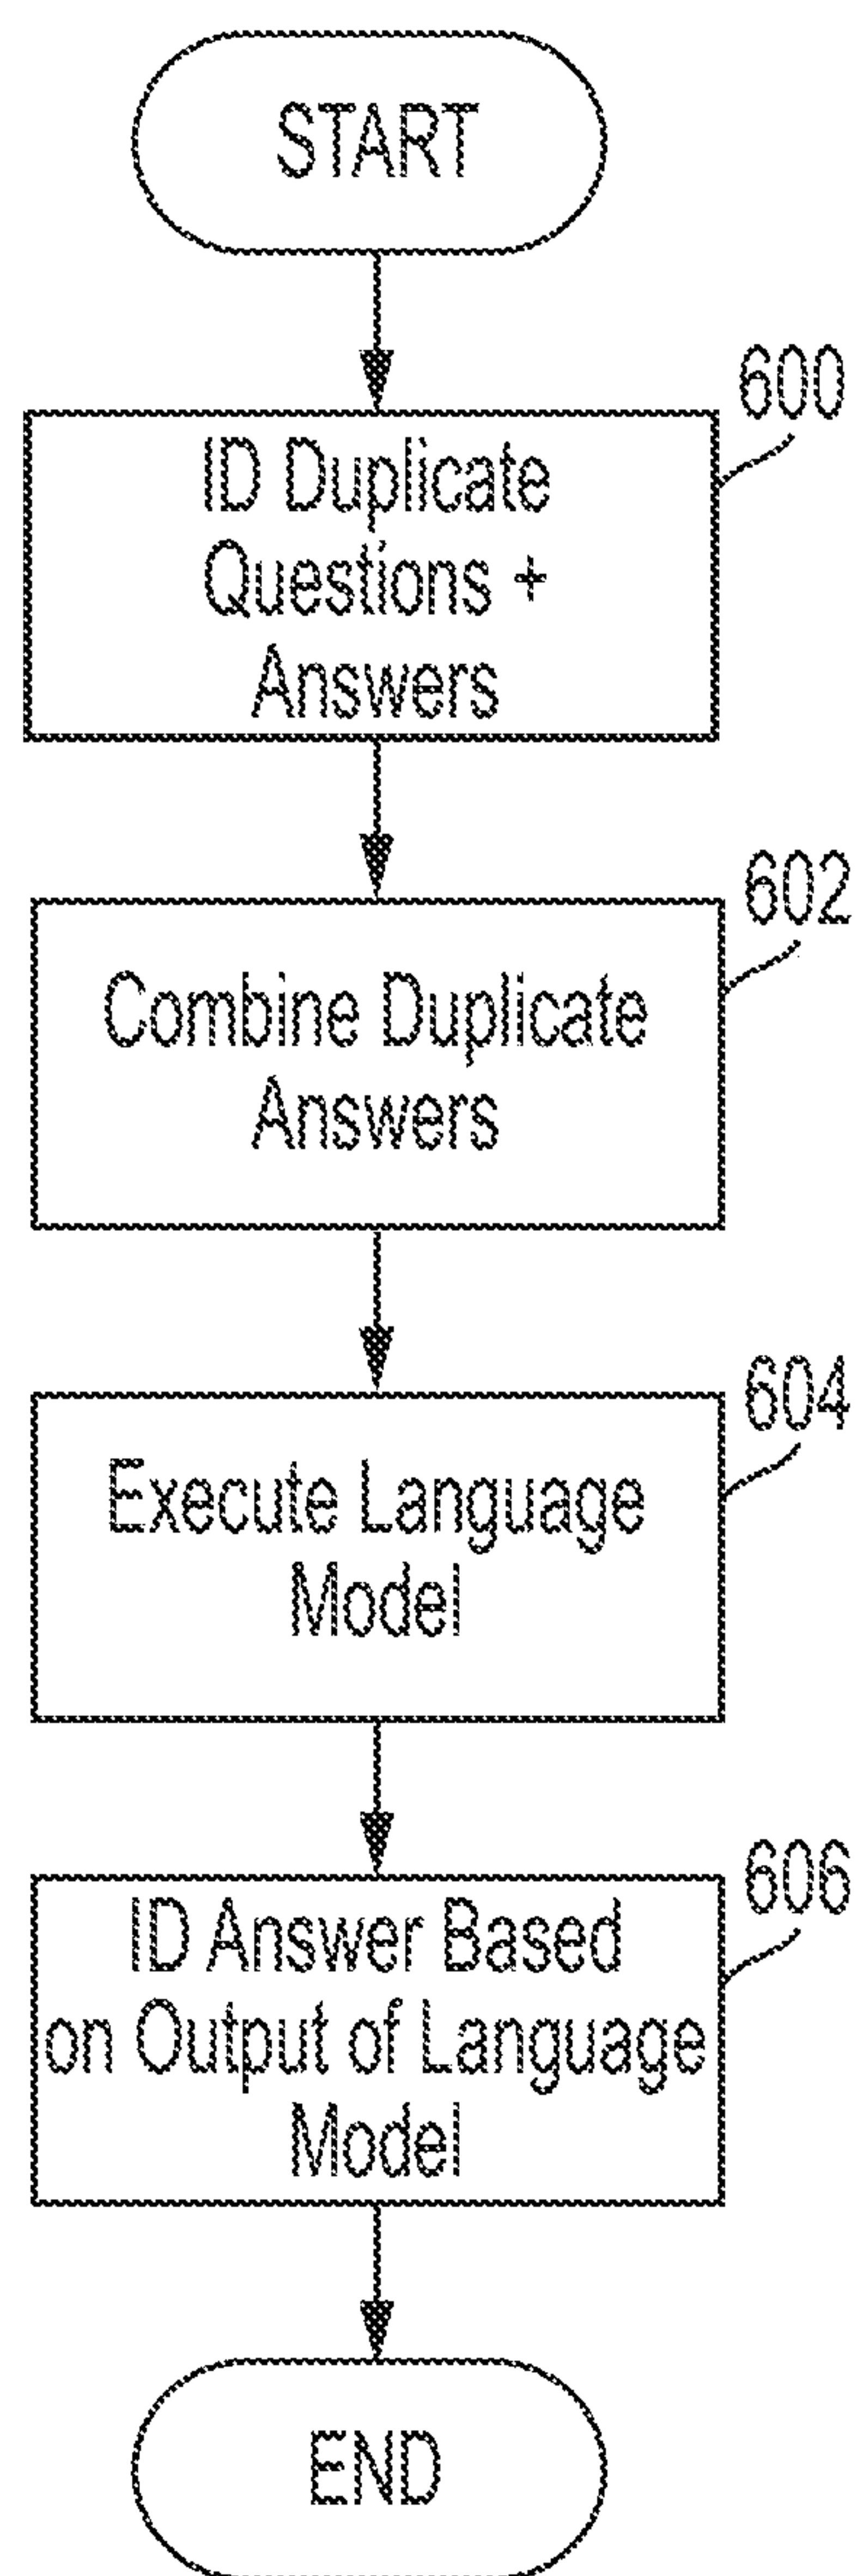 START
600
ID Duplicate
Questions +
Answers
602
Combine Duplicate
Answers
604
Execute Language
Model
606
ID Answer Based
on Output of Language
Model
END